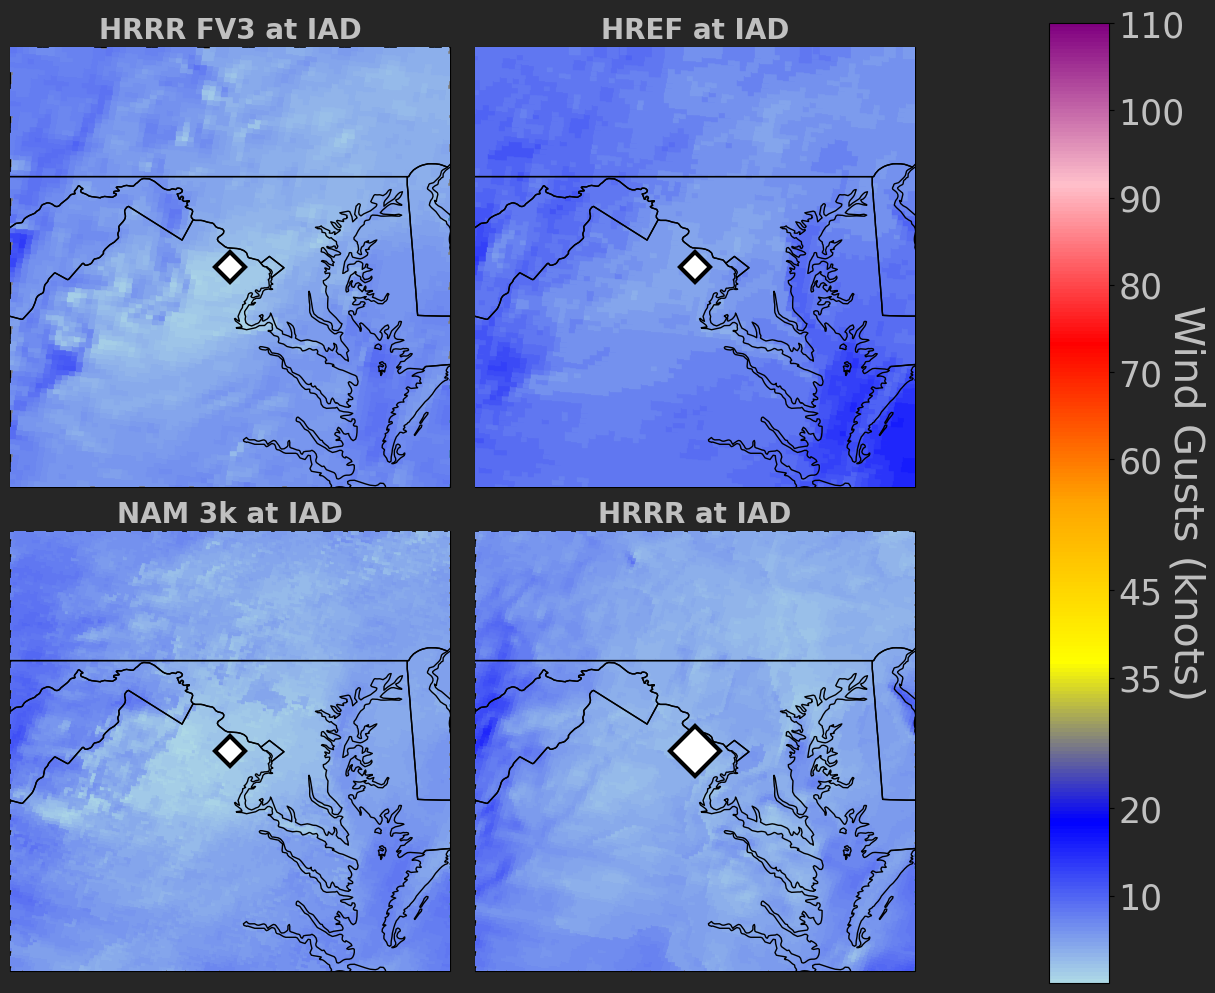 HRRR FV3 at IAD
HREF at IAD
NAM 3k at IAD
HRRR at IAD
110
100
90
80
70
60
45
35
20
10
Wind Gusts (knots)